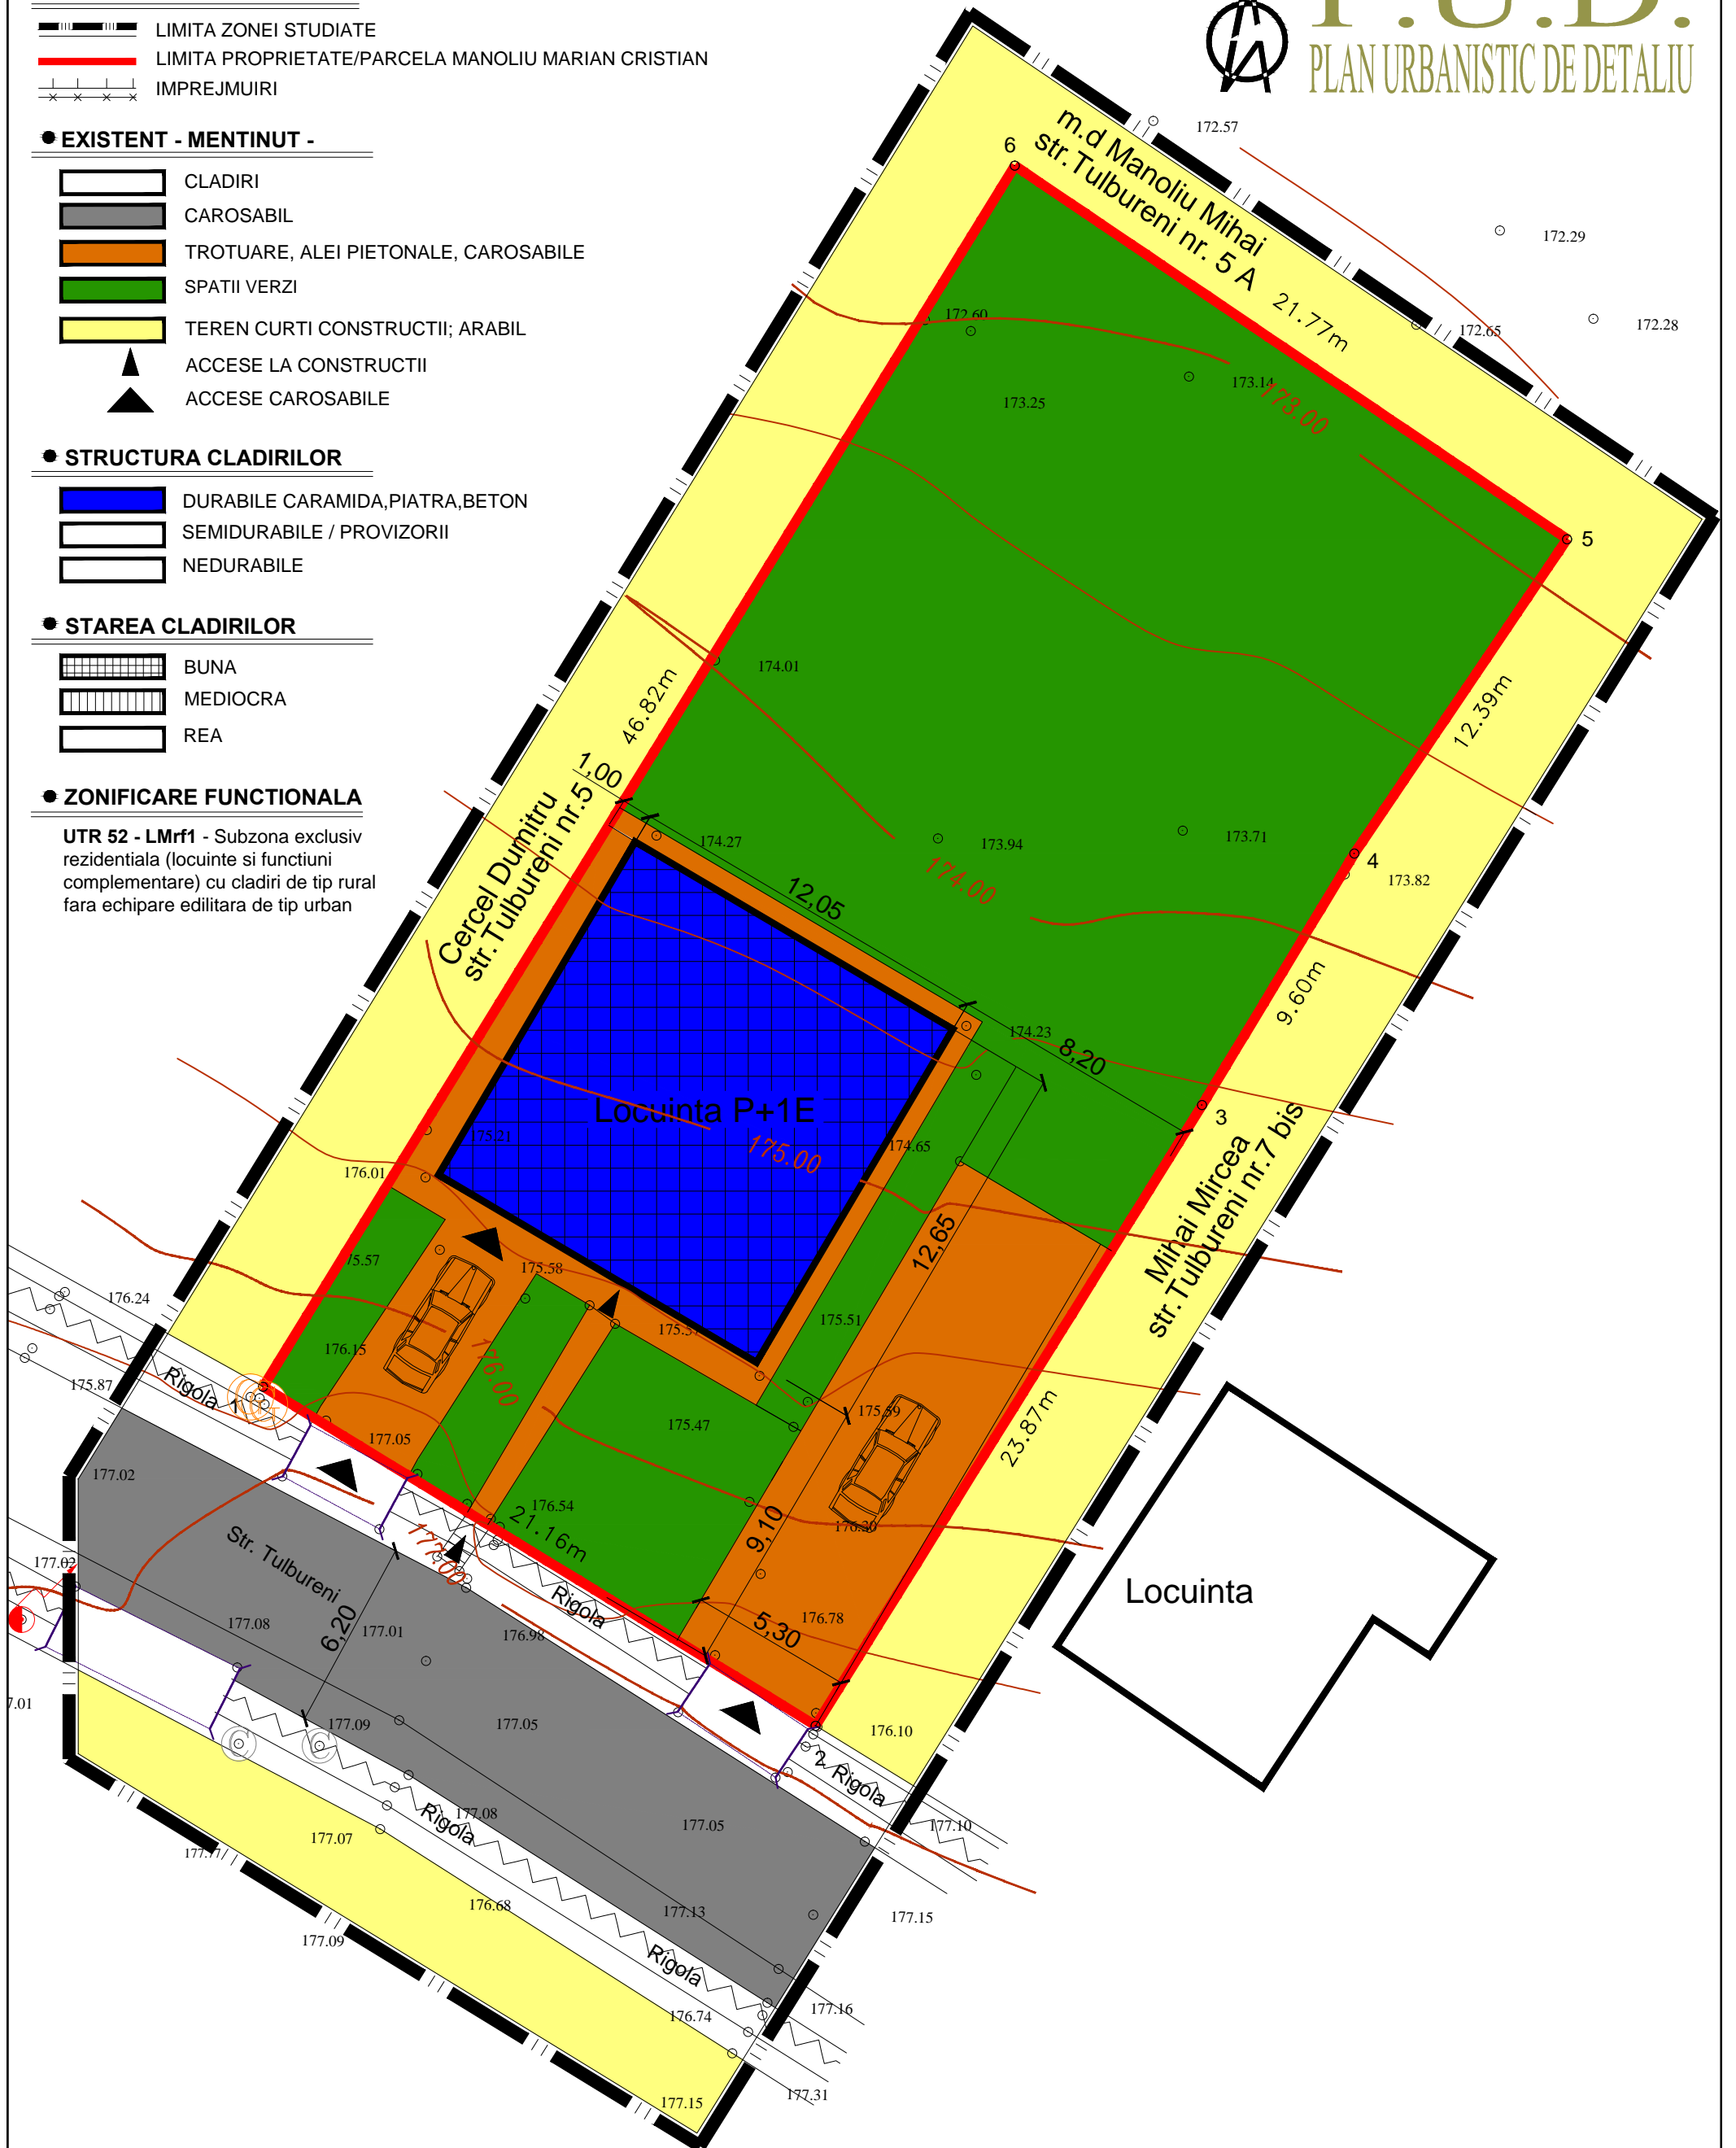 P.U.D.
PLAN URBANISTIC DE DETALIU
LIMITA ZONEI STUDIATE
LIMITA PROPRIETATE/PARCELA MANOLIU MARIAN CRISTIAN
IMPREJMUIRI
EXISTENT - MENTINUT -
CLADIRI
CAROSABIL
TROTUARE, ALEI PIETONALE, CAROSABILE
SPATII VERZI
TEREN CURTI CONSTRUCTII; ARABIL
ACCESE LA CONSTRUCTII
ACCESE CAROSABILE
STRUCTURA CLADIRILOR
DURABILE CARAMIDA,PIATRA,BETON
SEMIDURABILE / PROVIZORII
NEDURABILE
STAREA CLADIRILOR
BUNA
MEDIOCRA
REA
ZONIFICARE FUNCTIONALA
UTR 52 - LMrf1 - Subzona exclusiv
rezidentiala (locuinte si functiuni
complementare) cu cladiri de tip rural
fara echipare edilitara de tip urban
m.d Manoliu Mihai
str.Tulbureni nr. 5 A
21.77m
6
172.57
172.29
172.28
172.65
172.60
173.14
173.00
173.25
5
174.01
46.82m
12.39m
1,00
Cercel Dumitru
str.Tulbureni nr.5
174.27
173.94
173.71
174.00
4
173.82
12,05
9.60m
174.23
8,20
3
Locuinta P+1E
175.21
175.00
174.65
Mihai Mircea
str.Tulbureni nr.7 bis
176.01
12,65
75.57
175.58
175.57
175.51
176.24
176.15
176.00
175.87
Rigola
1
177.05
175.47
175.59
23.87m
177.02
176.54
21.16m
9,10
176.30
Str. Tulbureni
177.00
177.02
Rigola
Locuinta
177.08
6,20
177.01
176.98
5,30
176.78
7.01
177.09
177.05
176.10
C
C
2
Rigola
177.08
Rigola
177.07
177.77
177.05
177.10
176.68
177.13
177.15
177.09
Rigola
176.74
177.16
177.31
177.15